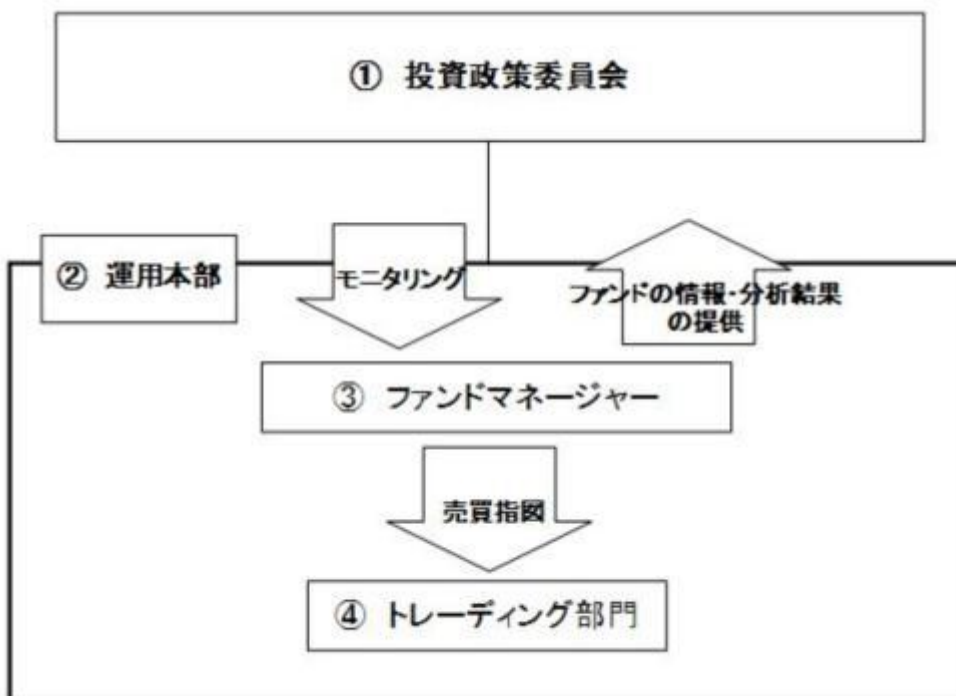 ① 投資政策委員会
② 運用本部
モニタリング
ファンドの情報・分析結果
の提供
③ ファンドマネージャー
売買指図
④ トレーディング部門